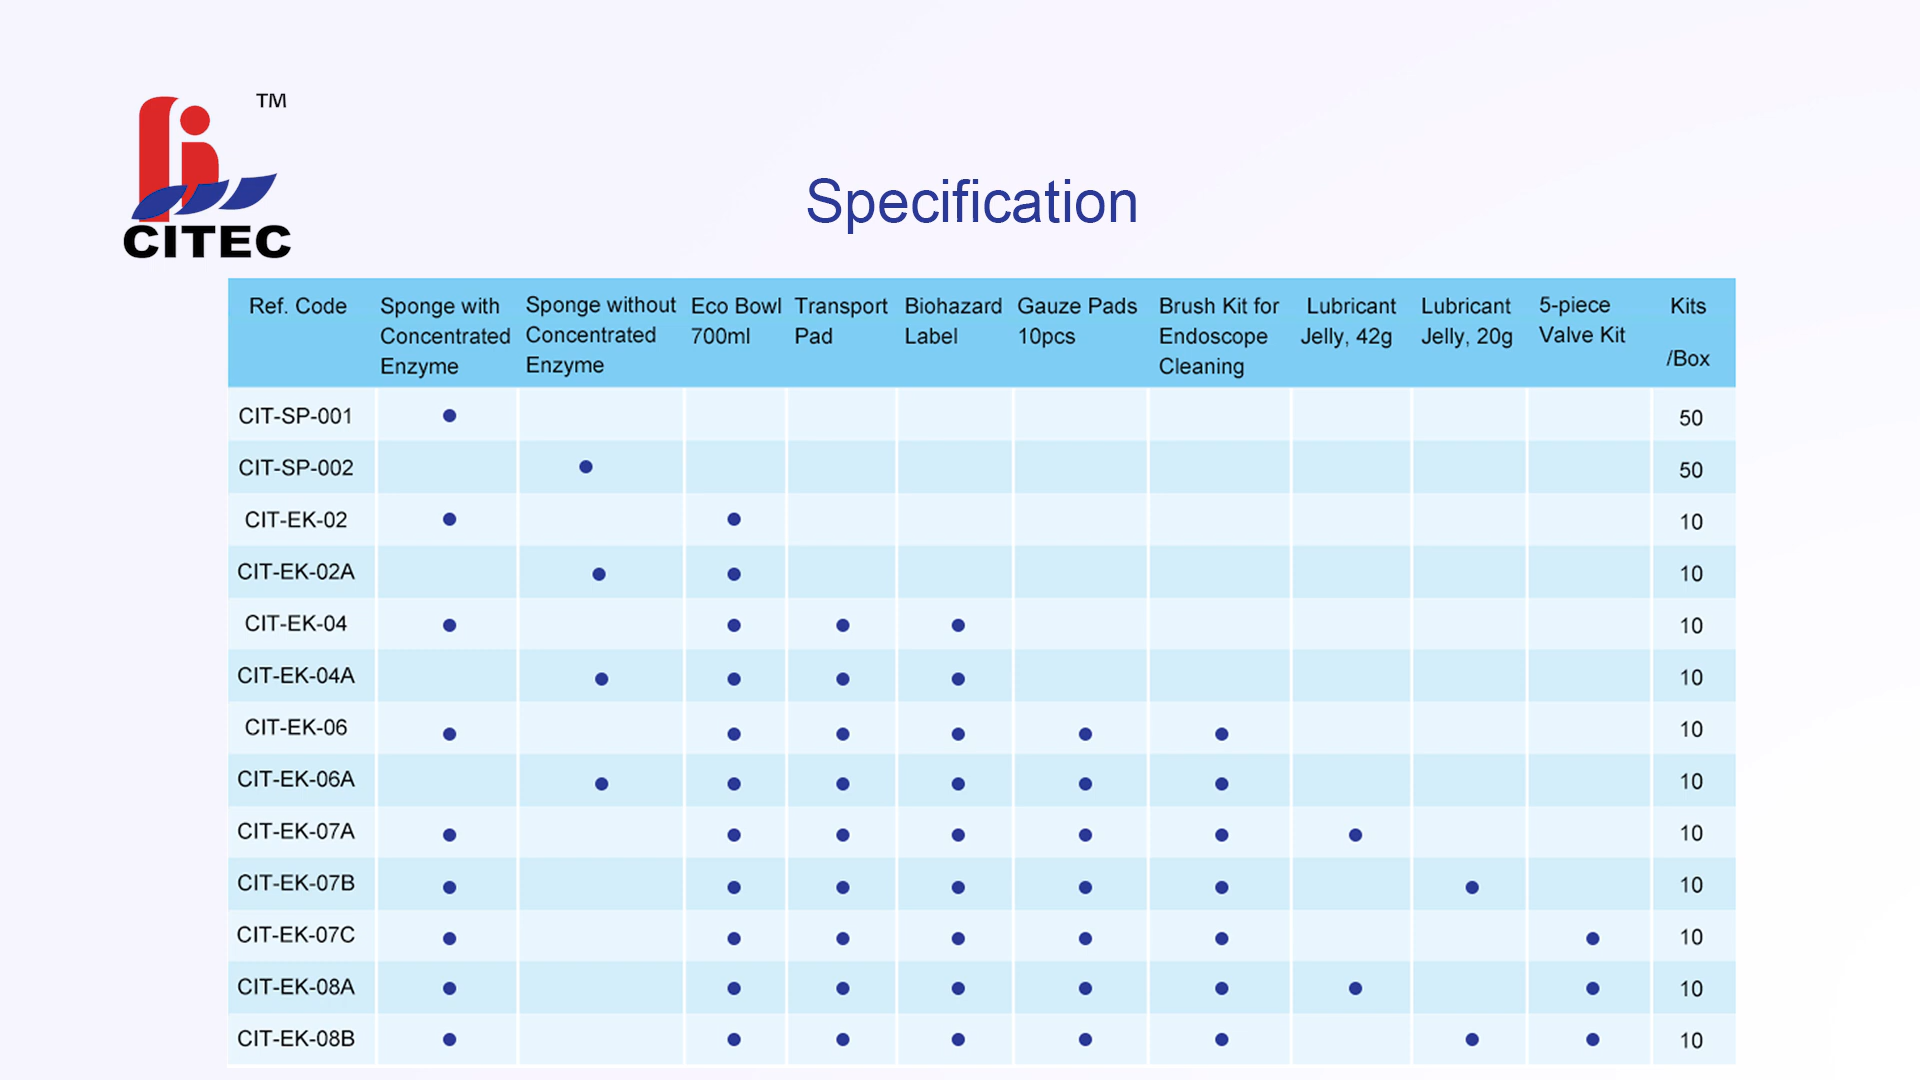 TM
CITEC
Specification
Ref. Code Sponge with Concentrated Enzyme Sponge without Concentrated Enzyme Eco Bowl 700ml Transport Pad Biohazard Label Gauze Pads 10pcs Brush Kit for Endoscope Cleaning Lubricant Jelly, 42g Lubricant Jelly, 20g 5-piece Valve Kit Kits /Box
CIT-SP-001 ● 50
CIT-SP-002 ● 50
CIT-EK-02 ● ● 10
CIT-EK-02A ● ● 10
CIT-EK-04 ● ● ● ● 10
CIT-EK-04A ● ● ● ● 10
CIT-EK-06 ● ● ● ● ● ● 10
CIT-EK-06A ● ● ● ● ● ● 10
CIT-EK-07A ● ● ● ● ● ● ● 10
CIT-EK-07B ● ● ● ● ● ● ● 10
CIT-EK-07C ● ● ● ● ● ● ● 10
CIT-EK-08A ● ● ● ● ● ● ● ● 10
CIT-EK-08B ● ● ● ● ● ● ● ● 10